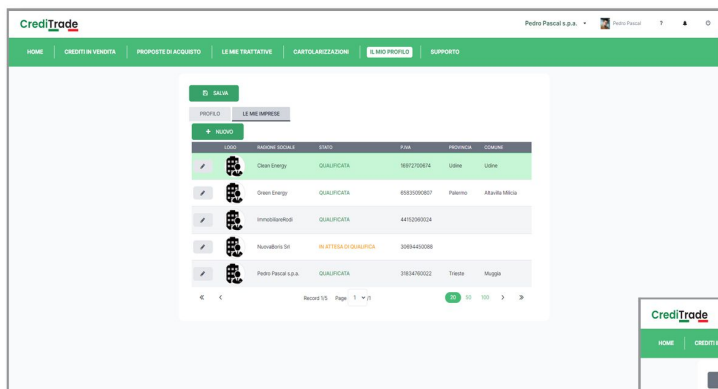 CrediTrade
Pedro Pascal s.p.a.
Pedro Pascal
?
HOME
CREDITI IN VENDITA
PROPOSTE DI ACQUISTO
LE MIE TRATTATIVE
CARTOLARIZZAZIONI
IL MIO PROFILO
SUPPORTO
SALVA
PROFILO
LE MIE IMPRESE
+ NUOVO
LOGO RAGIONE SOCIALE STATO P.IVA PROVINCIA COMUNE
Clean Energy QUALIFICATA 16972700674 Udine Udine
Green Energy QUALIFICATA 65835090807 Palermo Altavilla Milicia
ImmobiliareRodi QUALIFICATA 44152060024
NuovaBoris Srl IN ATTESA DI QUALIFICA 30694450088
Pedro Pascal s.p.a. QUALIFICATA 31634760022 Trieste Muggia
« ‹ Record 1/5 Page 1 /1 20 50 100 › »
CrediTrade
HOME
CREDITI I